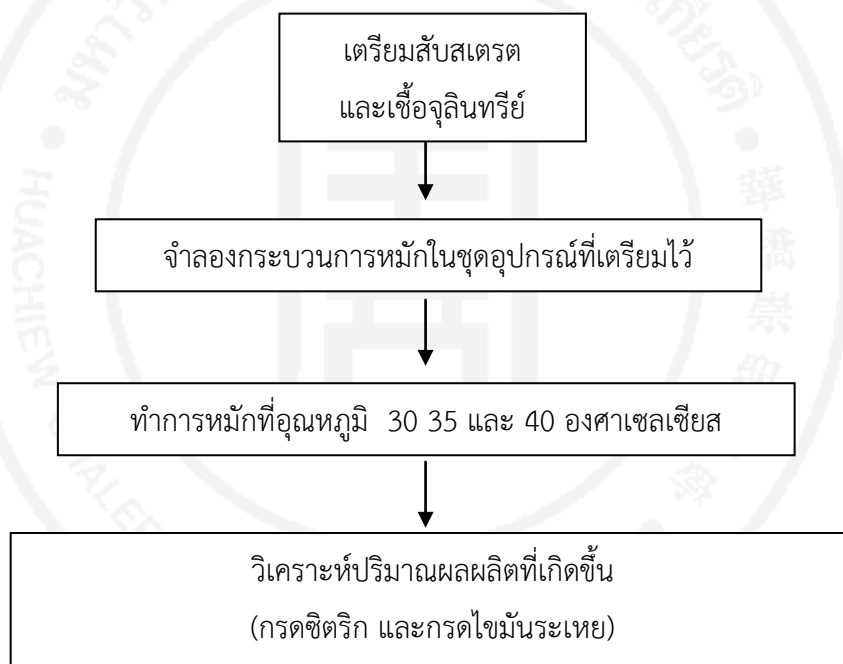 เตรียมสับสเตรต
และเชื้อจุลินทรีย์
จำลองกระบวนการหมักในชุดอุปกรณ์ที่เตรียมไว้
ทำการหมักที่อุณหภูมิ 30 35 และ 40 องศาเซลเซียส
วิเคราะห์ปริมาณผลผลิตที่เกิดขึ้น
(กรดซิตริก และกรดไขมันระเหย)